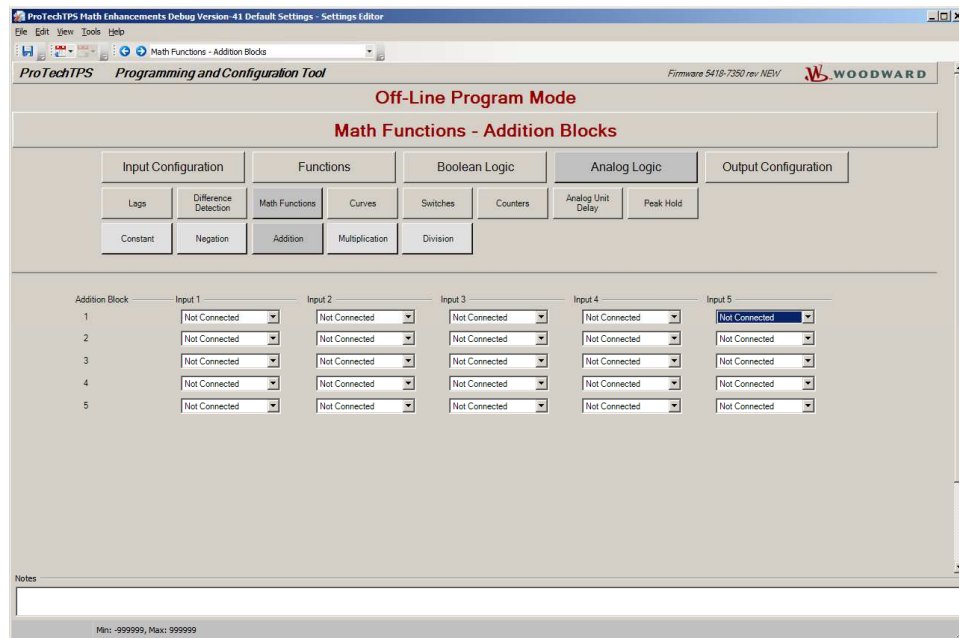 ProTechTPS Math Enhancements Debug Version-41 Default Settings - Settings Editor
File Edit View Tools Help
Math Functions - Addition Blocks
ProTechTPS Programming and Configuration Tool Firmware 5418-7350 rev NEW WOODWARD
Off-Line Program Mode
Math Functions - Addition Blocks
Input Configuration Functions Boolean Logic Analog Logic Output Configuration
Lags Difference Detection Math Functions Curves Switches Counters Analog Unit Delay Peak Hold
Constant Negation Addition Multiplication Division
Addition Block Input 1 Input 2 Input 3 Input 4 Input 5
1 Not Connected Not Connected Not Connected Not Connected Not Connected
2 Not Connected Not Connected Not Connected Not Connected Not Connected
3 Not Connected Not Connected Not Connected Not Connected Not Connected
4 Not Connected Not Connected Not Connected Not Connected Not Connected
5 Not Connected Not Connected Not Connected Not Connected Not Connected
Notes
Min: -999999, Max: 999999